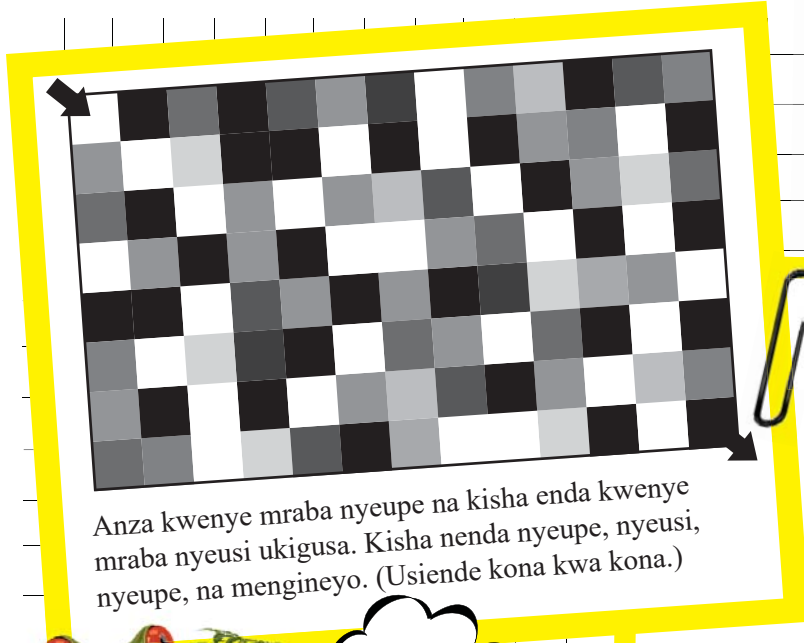 Anza kwenye mraba nyeupe na kisha enda kwenye
mraba nyeusi ukigusa. Kisha nenda nyeupe, nyeusi,
nyeupe, na mengineyo. (Usiende kona kwa kona.)